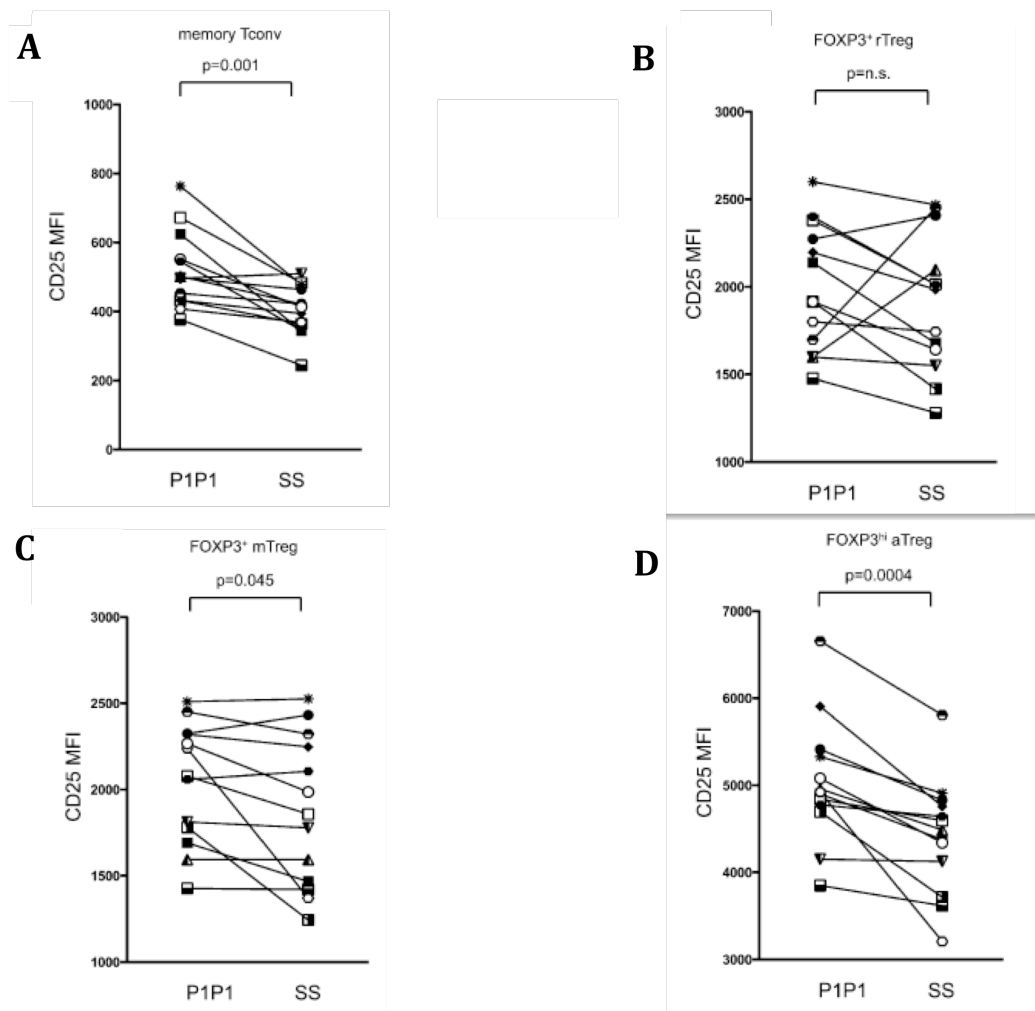 A
memory Tconv
p=0.001
1000
800
600
400
200
0
CD25 MFI
P1P1 SS
B
FOXP3⁺ rTreg
p=n.s.
3000
2500
2000
1500
1000
CD25 MFI
P1P1 SS
C
FOXP3⁺ mTreg
p=0.045
3000
2500
2000
1500
1000
CD25 MFI
P1P1 SS
D
FOXP3ʰⁱ aTreg
p=0.0004
7000
6000
5000
4000
3000
CD25 MFI
P1P1 SS